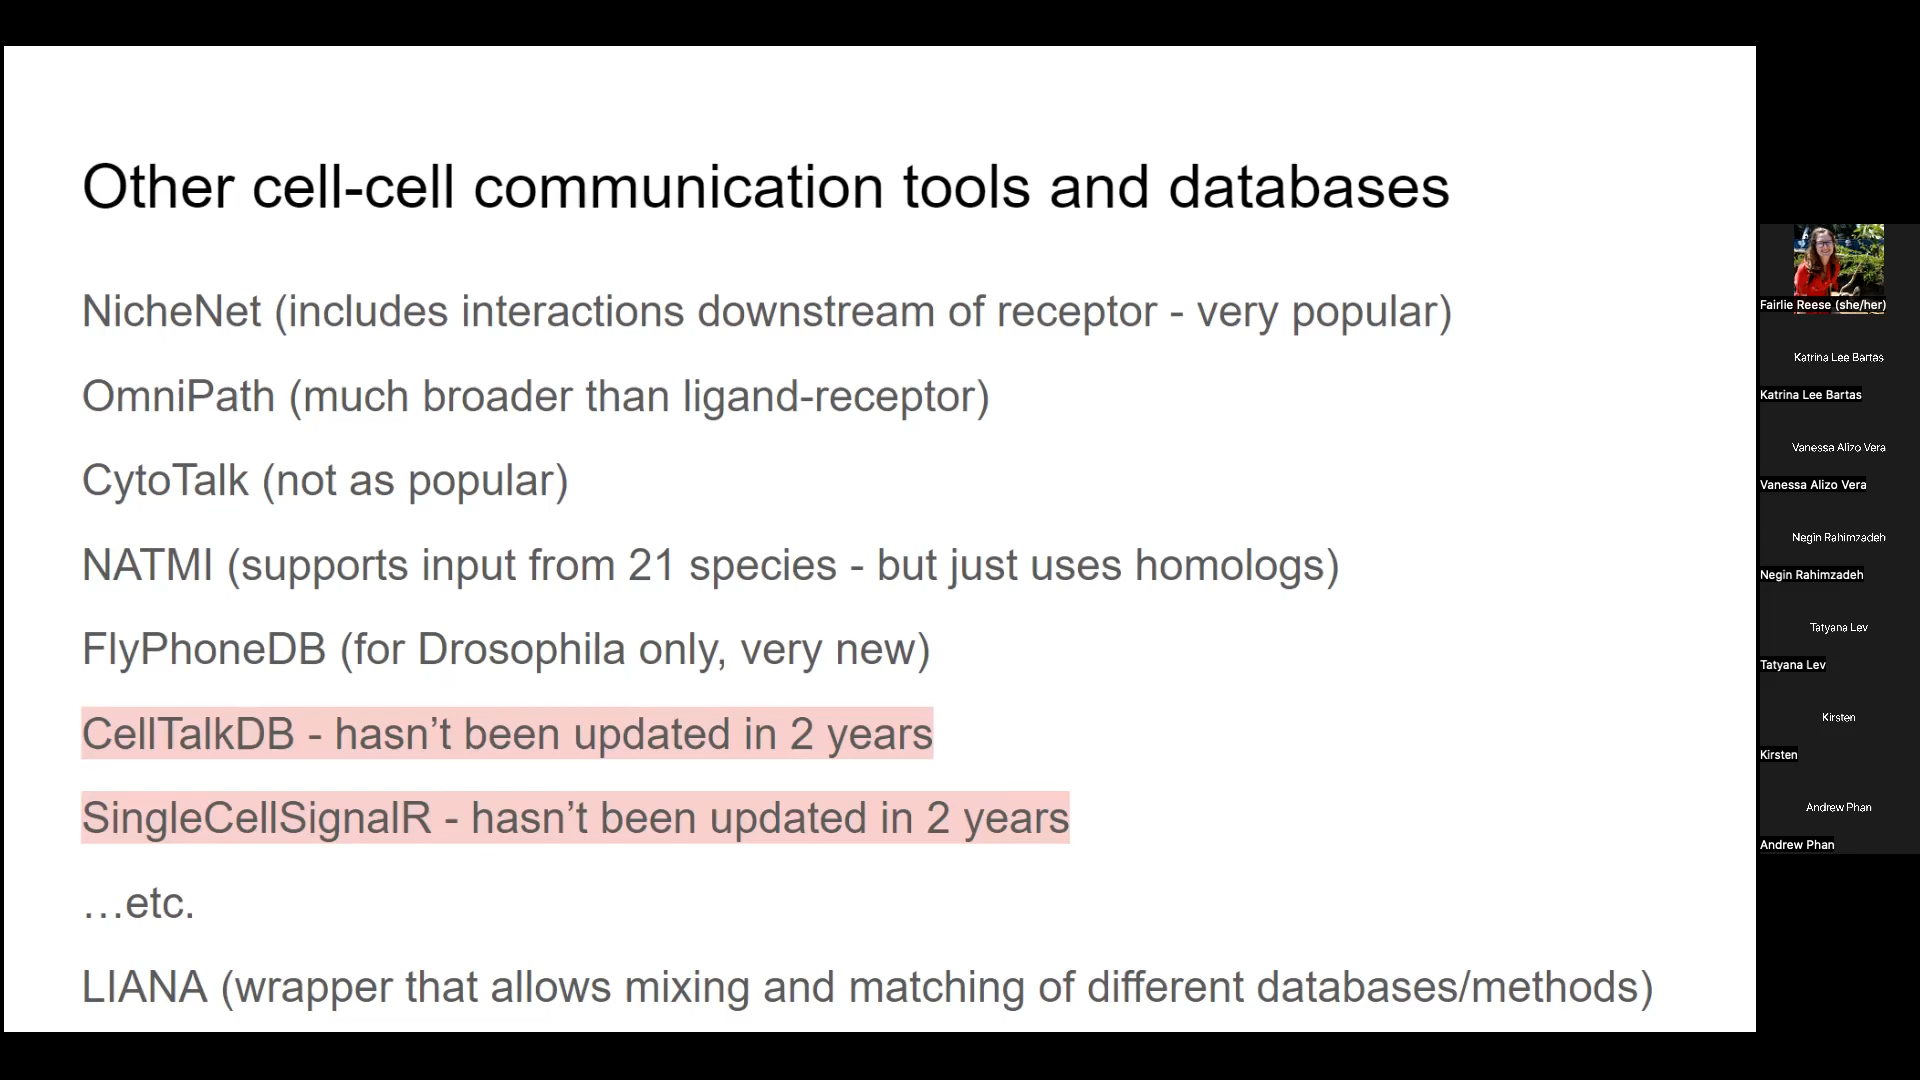 Other cell-cell communication tools and databases
NicheNet (includes interactions downstream of receptor - very popular)
OmniPath (much broader than ligand-receptor)
CytoTalk (not as popular)
NATMI (supports input from 21 species - but just uses homologs)
FlyPhoneDB (for Drosophila only, very new)
CellTalkDB - hasn’t been updated in 2 years
SingleCellSignalR - hasn’t been updated in 2 years
…etc.
LIANA (wrapper that allows mixing and matching of different databases/methods)
Fairlie Reese (she/her)
Katrina Lee Bartas
Katrina Lee Bartas
Vanessa Alizo Vera
Vanessa Alizo Vera
Negin Rahimzadeh
Negin Rahimzadeh
Tatyana Lev
Tatyana Lev
Kirsten
Kirsten
Andrew Phan
Andrew Phan